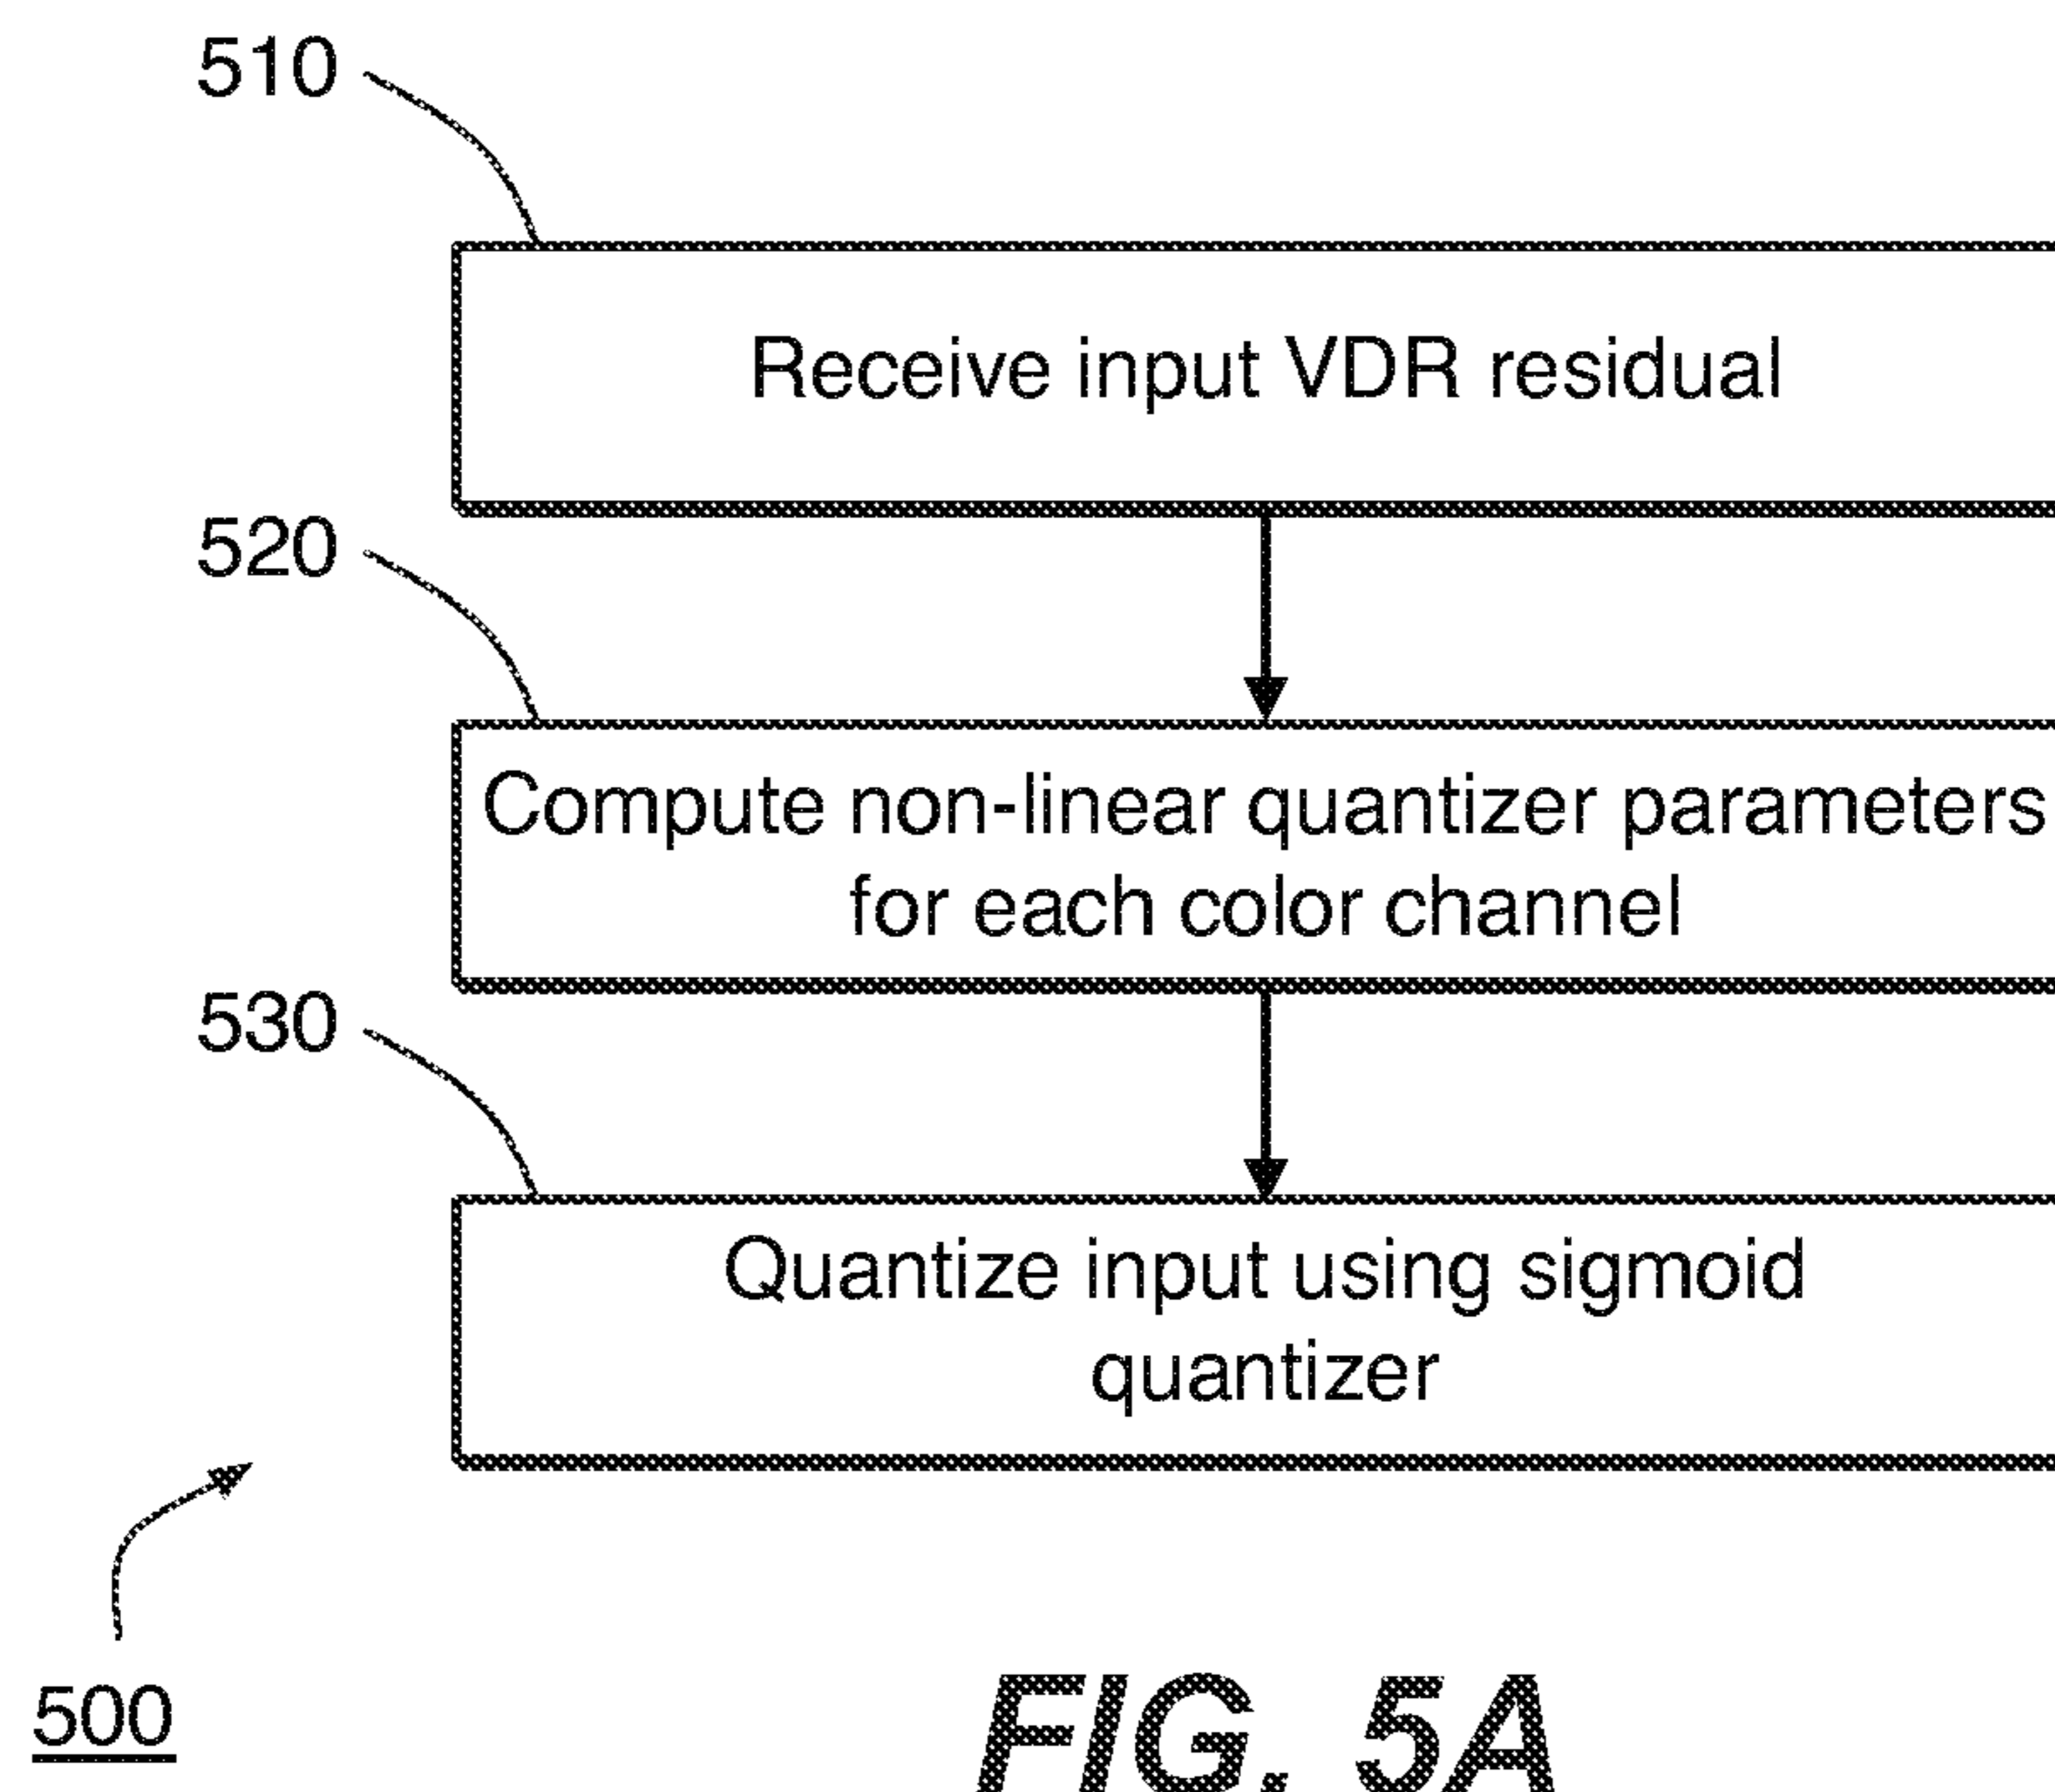 510
Receive input VDR residual
520
Compute non-linear quantizer parameters
for each color channel
530
Quantize input using sigmoid
quantizer
500
FIG. 5A